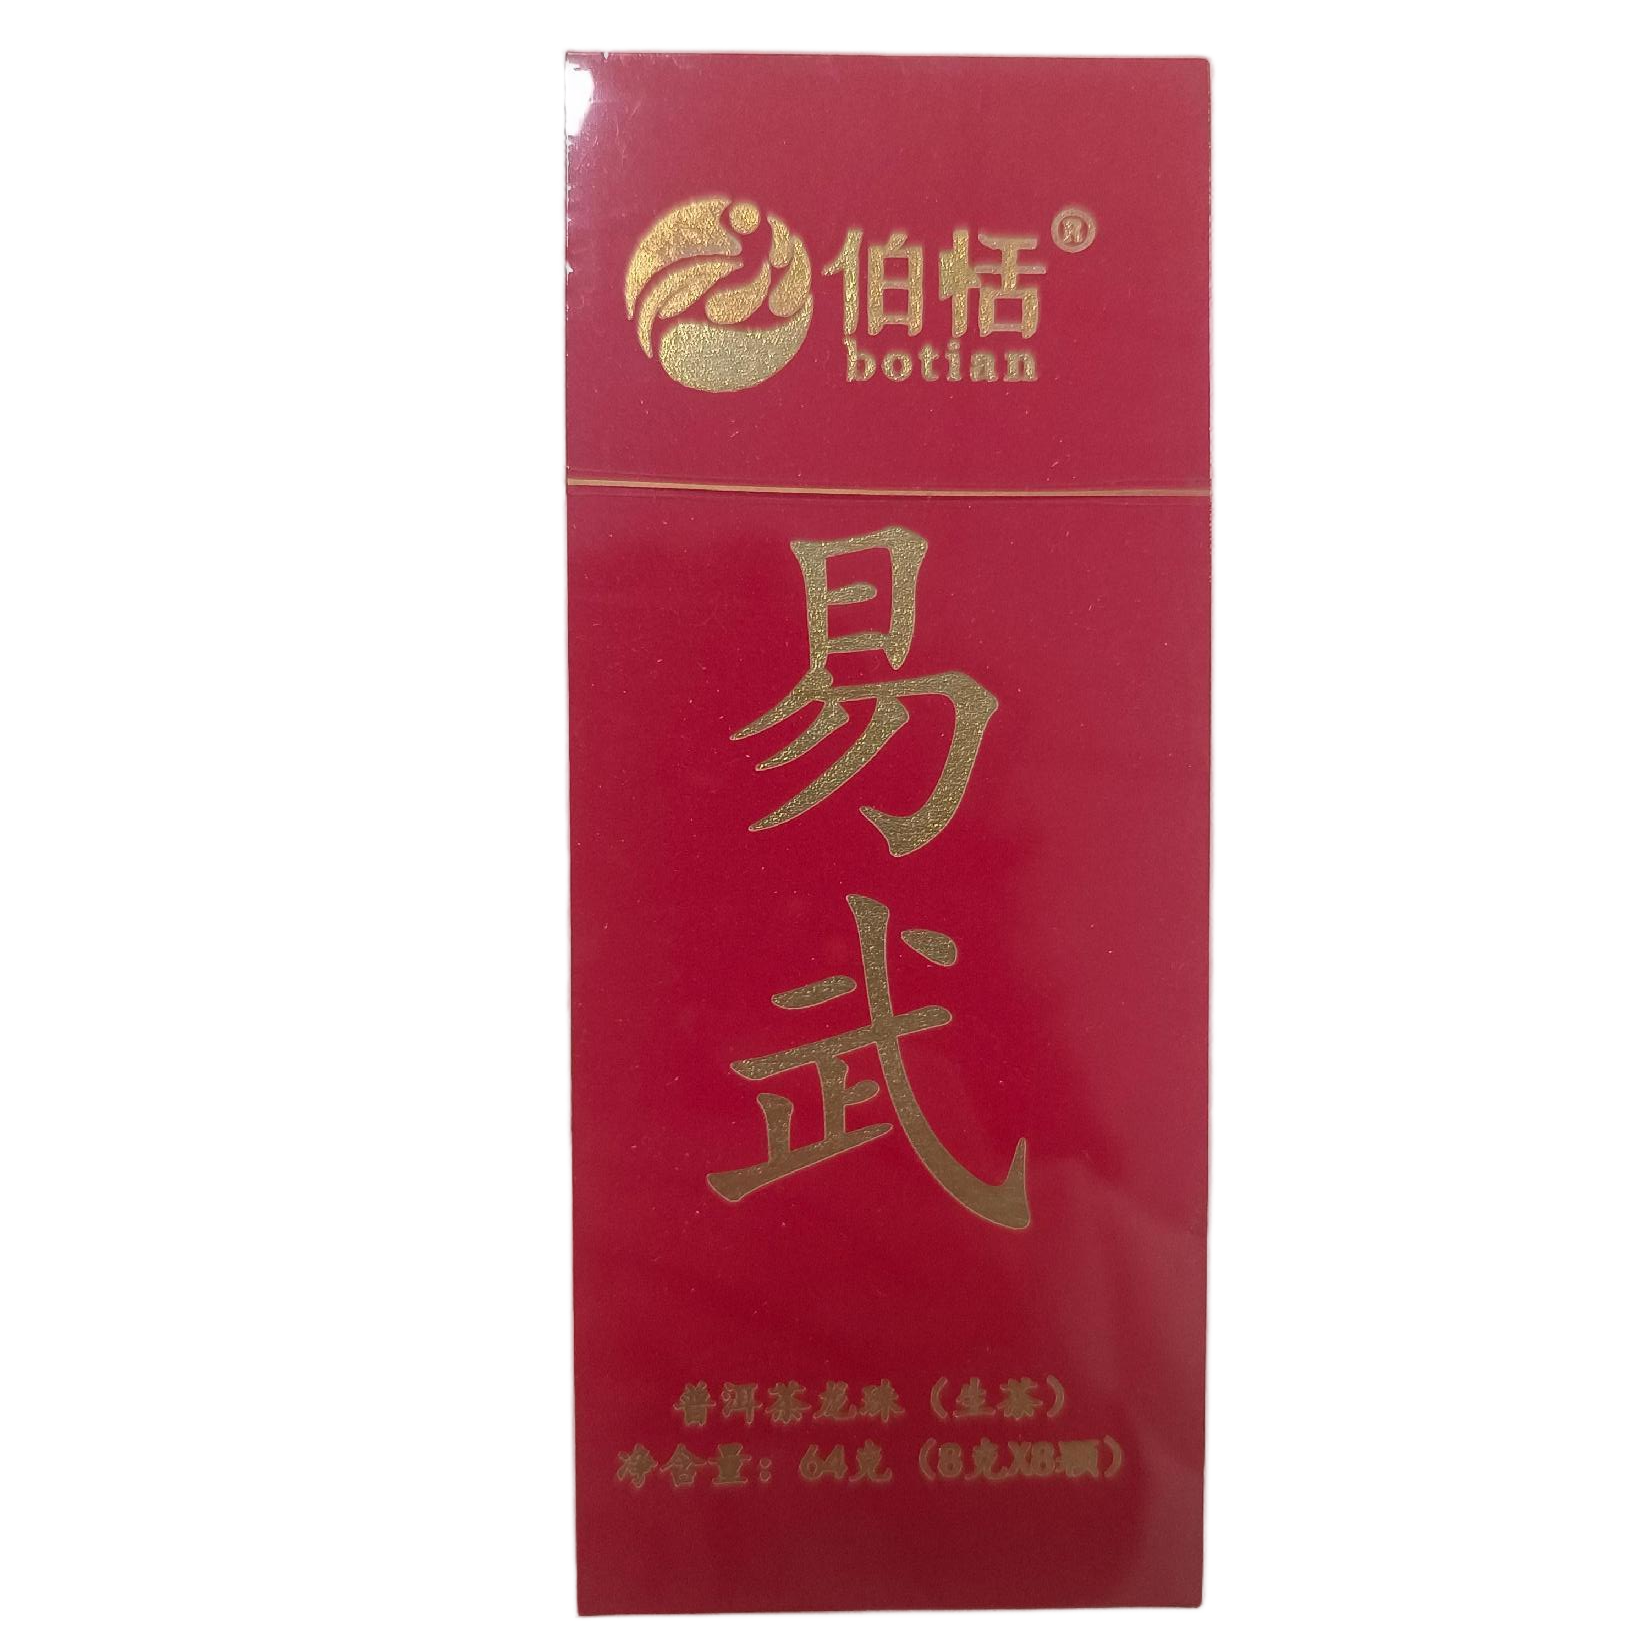 伯恬®
botian
易
武
普洱茶龙珠（生茶）
净含量：64克（8克X8颗）